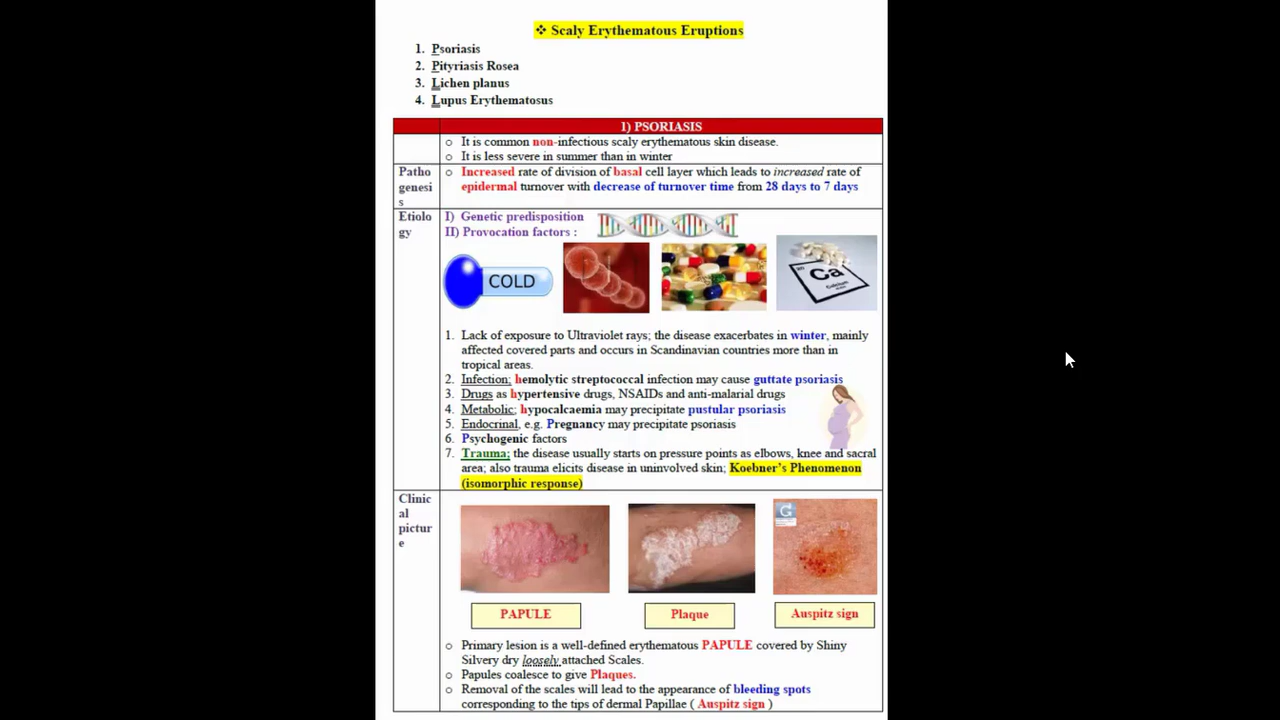 ❖ Scaly Erythematous Eruptions
1. Psoriasis
2. Pityriasis Rosea
3. Lichen planus
4. Lupus Erythematosus
1) PSORIASIS
o It is common non-infectious scaly erythematous skin disease.
o It is less severe in summer than in winter
Patho
genesi
s
o Increased rate of division of basal cell layer which leads to increased rate of
epidermal turnover with decrease of turnover time from 28 days to 7 days
Etiolo
gy
I) Genetic predisposition
II) Provocation factors :
COLD
Ca
Calcium
1. Lack of exposure to Ultraviolet rays; the disease exacerbates in winter, mainly
affected covered parts and occurs in Scandinavian countries more than in
tropical areas.
2. Infection; hemolytic streptococcal infection may cause guttate psoriasis
3. Drugs as hypertensive drugs, NSAIDs and anti-malarial drugs
4. Metabolic; hypocalcaemia may precipitate pustular psoriasis
5. Endocrinal, e.g. Pregnancy may precipitate psoriasis
6. Psychogenic factors
7. Trauma; the disease usually starts on pressure points as elbows, knee and sacral
area; also trauma elicits disease in uninvolved skin; Koebner's Phenomenon
(isomorphic response)
Clinic
al
pictur
e
PAPULE
Plaque
Auspitz sign
o Primary lesion is a well-defined erythematous PAPULE covered by Shiny
Silvery dry loosely attached Scales.
o Papules coalesce to give Plaques.
o Removal of the scales will lead to the appearance of bleeding spots
corresponding to the tips of dermal Papillae ( Auspitz sign )